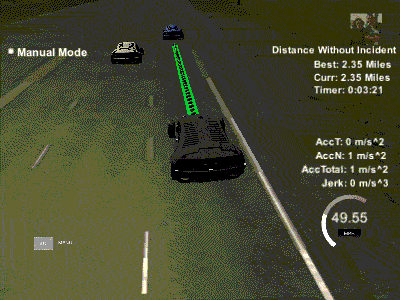 Manual Mode
Distance Without Incident
Best: 2.35 Miles
Curr: 2.35 Miles
Timer: 0:03:21
AccT: 0 m/s^2
AccN: 1 m/s^2
AccTotal: 1 m/s^2
Jerk: 0 m/s^3
49.55